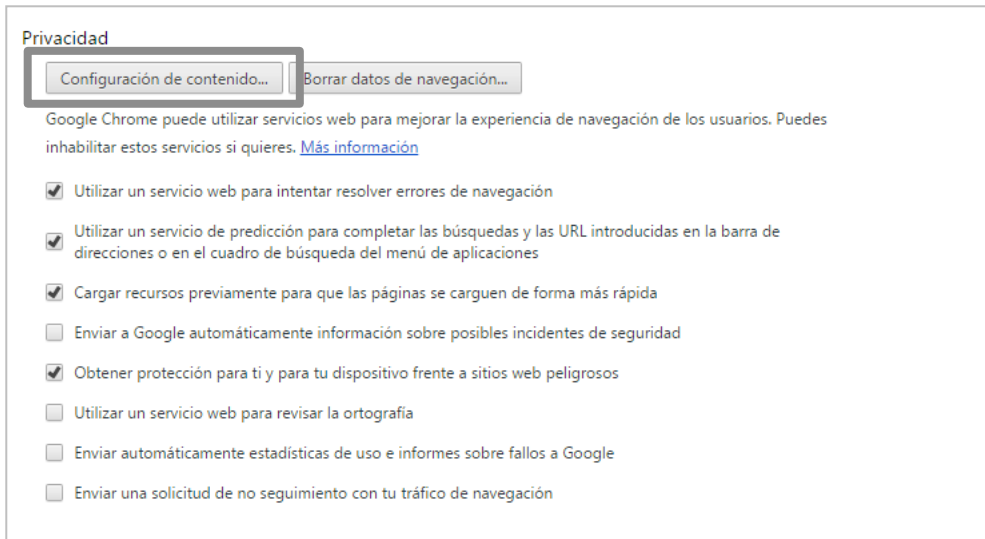 Privacidad
Configuración de contenido... Borrar datos de navegación...
Google Chrome puede utilizar servicios web para mejorar la experiencia de navegación de los usuarios. Puedes
inhabilitar estos servicios si quieres. Más información
Utilizar un servicio web para intentar resolver errores de navegación
Utilizar un servicio de predicción para completar las búsquedas y las URL introducidas en la barra de
direcciones o en el cuadro de búsqueda del menú de aplicaciones
Cargar recursos previamente para que las páginas se carguen de forma más rápida
Enviar a Google automáticamente información sobre posibles incidentes de seguridad
Obtener protección para ti y para tu dispositivo frente a sitios web peligrosos
Utilizar un servicio web para revisar la ortografía
Enviar automáticamente estadísticas de uso e informes sobre fallos a Google
Enviar una solicitud de no seguimiento con tu tráfico de navegación